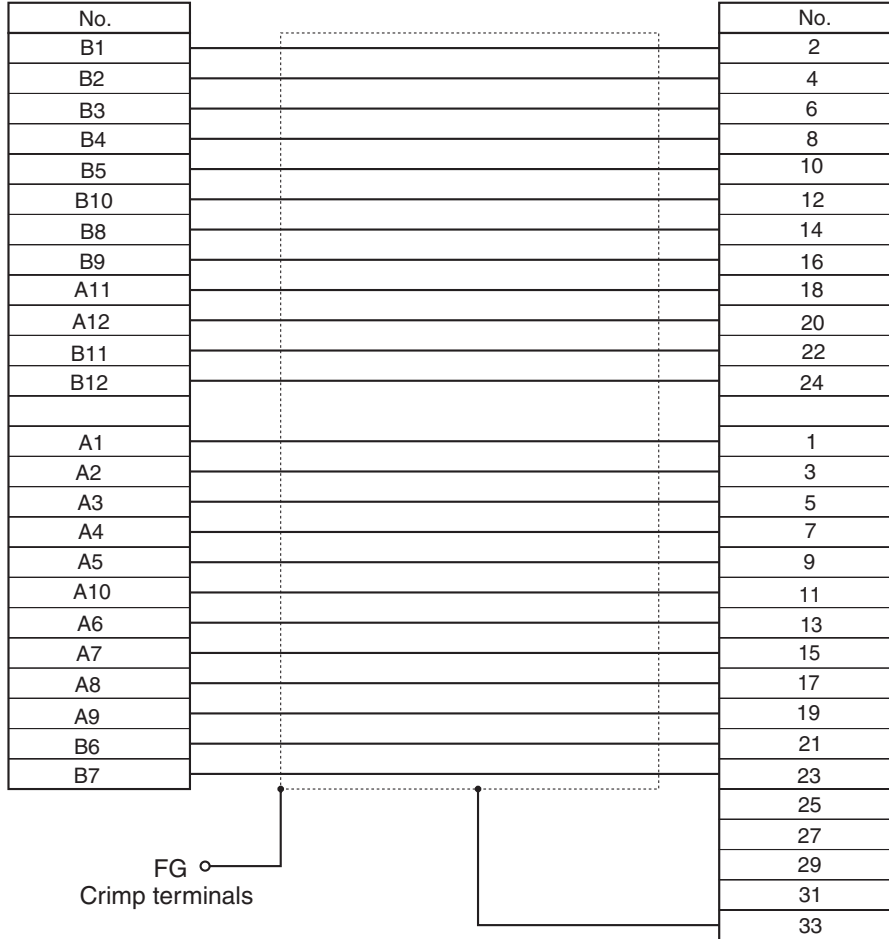 No. No.
B1 2
B2 4
B3 6
B4 8
B5 10
B10 12
B8 14
B9 16
A11 18
A12 20
B11 22
B12 24
A1 1
A2 3
A3 5
A4 7
A5 9
A10 11
A6 13
A7 15
A8 17
A9 19
B6 21
B7 23
25
27
FG 29
Crimp terminals 31
33